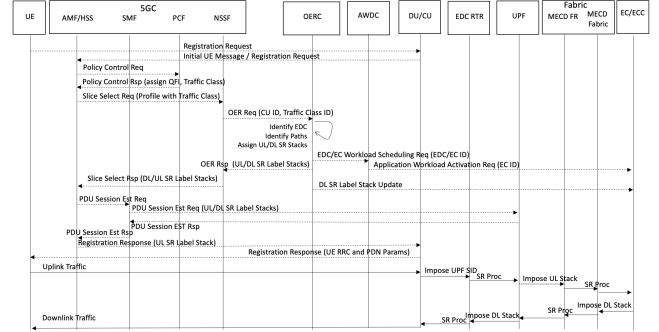 5GC
Fabric
UE
AMF/HSS
SMF
PCF
NSSF
OERC
AWDC
DU/CU
EDC RTR
UPF
MECD FR
MECD
Fabric
EC/ECC
Registration Request
Initial UE Message / Registration Request
Policy Control Req
Policy Control Rsp (assign QFI, Traffic Class)
Slice Select Req (Profile with Traffic Class)
OER Req (CU ID, Traffic Class ID)
Identify EDC
Identify Paths
Assign UL/DL SR Stacks
EDC/EC Workload Scheduling Req (EDC/EC ID)
OER Rsp (UL/DL SR Label Stacks)
Application Workload Activation Req (EC ID)
Slice Select Rsp (DL/UL SR Label Stacks)
DL SR Label Stack Update
PDU Session Est Req
PDU Session Est Req (UL/DL SR Label Stacks)
PDU Session EST Rsp
PDU Session Est Rsp
Registration Response (UL SR Label Stack)
Registration Response (UE RRC and PDN Params)
Uplink Traffic
Impose UPF SID
SR Proc
Impose UL Stack
SR Proc
Impose DL Stack
SR Proc
Impose DL Stack
SR Proc
Downlink Traffic